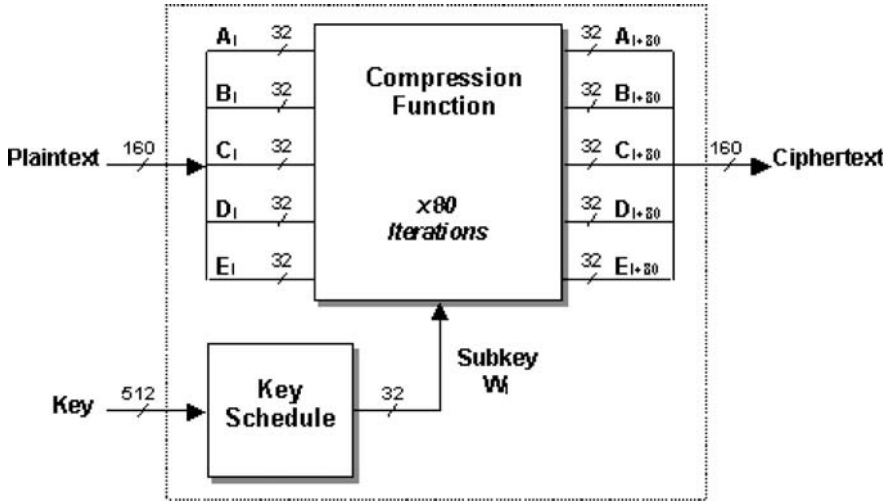 A_I 32
B_I 32
C_I 32
D_I 32
E_I 32
Plaintext 160
Compression
Function
x80
Iterations
32 A_I+80
32 B_I+80
32 C_I+80
32 D_I+80
32 E_I+80
160 Ciphertext
Key 512
Key
Schedule
32
Subkey
W_I